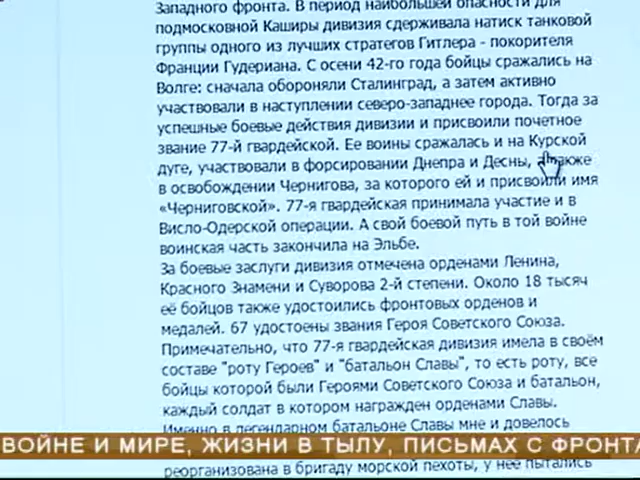 Западного фронта. В период наибольшей опасности для
подмосковной Каширы дивизия сдерживала натиск танковой
группы одного из лучших стратегов Гитлера - покорителя
Франции Гудериана. С осени 42-го года бойцы сражались на
Волге: сначала обороняли Сталинград, а затем активно
участвовали в наступлении северо-западнее города. Тогда за
успешные боевые действия дивизии и присвоили почетное
звание 77-й гвардейской. Ее воины сражалась и на Курской
дуге, участвовали в форсировании Днепра и Десны, а также
в освобождении Чернигова, за которого ей и присвоили имя
«Черниговской». 77-я гвардейская принимала участие и в
Висло-Одерской операции. А свой боевой путь в той войне
воинская часть закончила на Эльбе.
За боевые заслуги дивизия отмечена орденами Ленина,
Красного Знамени и Суворова 2-й степени. Около 18 тысяч
её бойцов также удостоились фронтовых орденов и
медалей. 67 удостоены звания Героя Советского Союза.
Примечательно, что 77-я гвардейская дивизия имела в своём
составе "роту Героев" и "батальон Славы", то есть роту, все
бойцы которой были Героями Советского Союза и батальон,
каждый солдат в котором награжден орденами Славы.
Именно в легендарном батальоне Славы мне и довелось
ВОЙНЕ И МИРЕ, ЖИЗНИ В ТЫЛУ, ПИСЬМАХ С ФРОНТА
реорганизована в бригаду морской пехоты, у нее пытались